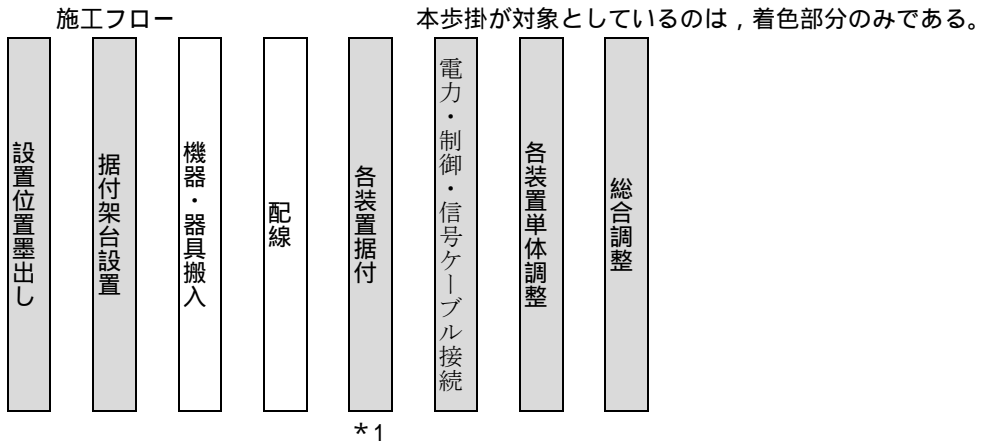 施工フロー
本歩掛が対象としているのは，着色部分のみである。
設置位置墨出し
据付架台設置
機器・器具搬入
配線
各装置据付
電力・制御・信号ケーブル接続
各装置単体調整
総合調整
*1